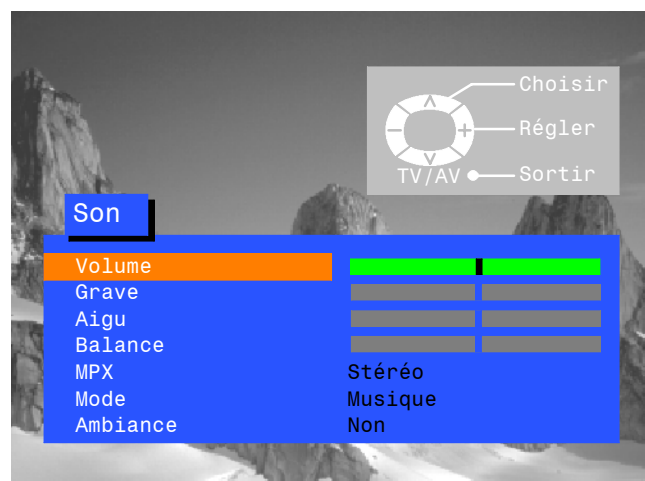 Choisir
Régler
TV/AV Sortir
Son
Volume
Grave
Aigu
Balance
MPX Stéréo
Mode Musique
Ambiance Non